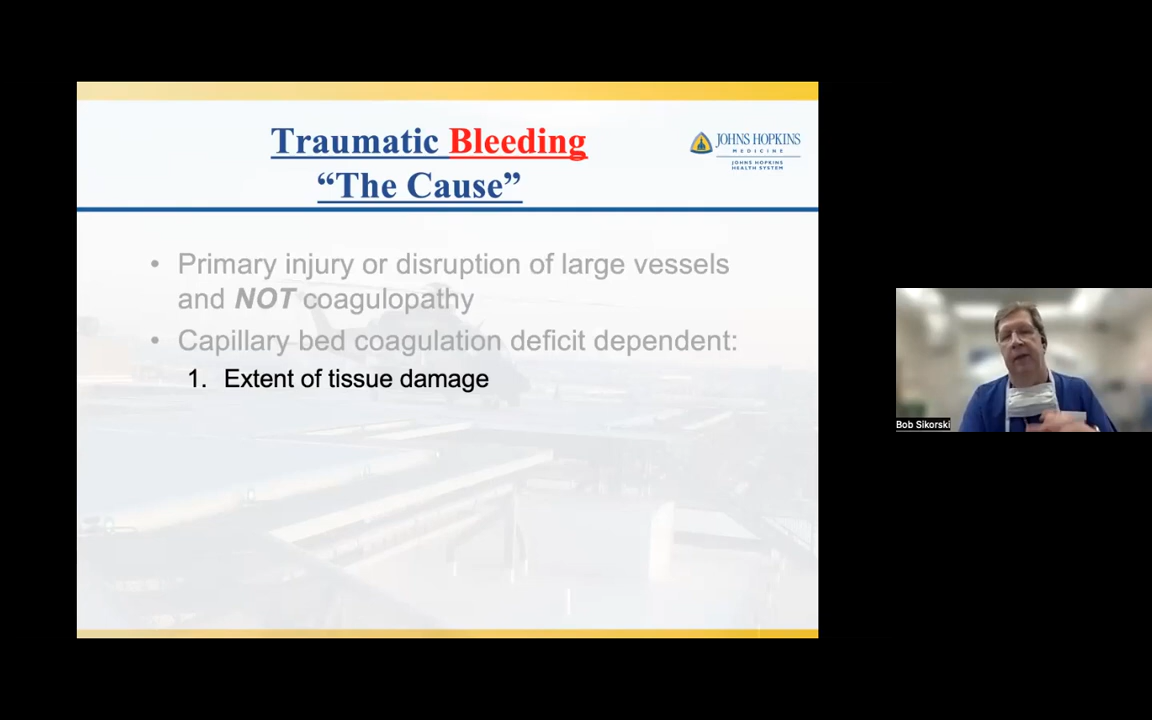 Traumatic Bleeding
“The Cause”
JOHNS HOPKINS
MEDICINE
JOHNS HOPKINS
HEALTH SYSTEM
• Primary injury or disruption of large vessels
and NOT coagulopathy
• Capillary bed coagulation deficit dependent:
1. Extent of tissue damage
Bob Sikorski